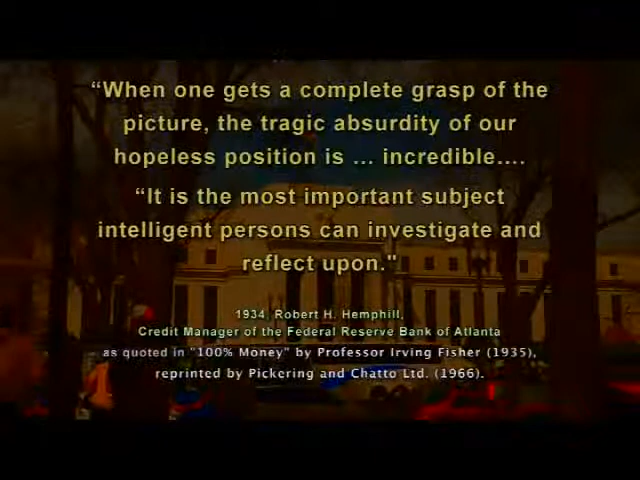 “When one gets a complete grasp of the
picture, the tragic absurdity of our
hopeless position is ... incredible....
“It is the most important subject
intelligent persons can investigate and
reflect upon."
1934, Robert H. Hemphill,
Credit Manager of the Federal Reserve Bank of Atlanta
as quoted in "100% Money" by Professor Irving Fisher (1935),
reprinted by Pickering and Chatto Ltd. (1966).